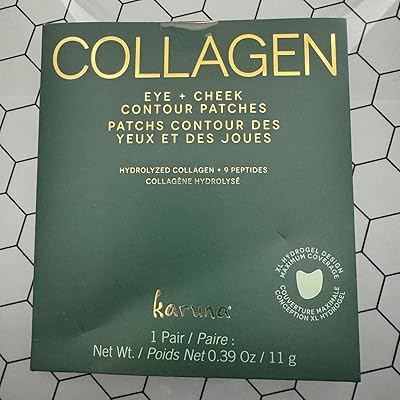 COLLAGEN
EYE + CHEEK
CONTOUR PATCHES
PATCHS CONTOUR DES
YEUX ET DES JOUES
HYDROLYZED COLLAGEN + 9 PEPTIDES
COLLAGÈNE HYDROLYSÉ
XL HYDROGEL DESIGN
MAXIMUM COVERAGE
COUVERTURE MAXIMALE
CONCEPTION XL HYDROGEL
karuna®
1 Pair / Paire :
Net Wt. / Poids Net 0.39 Oz / 11 g